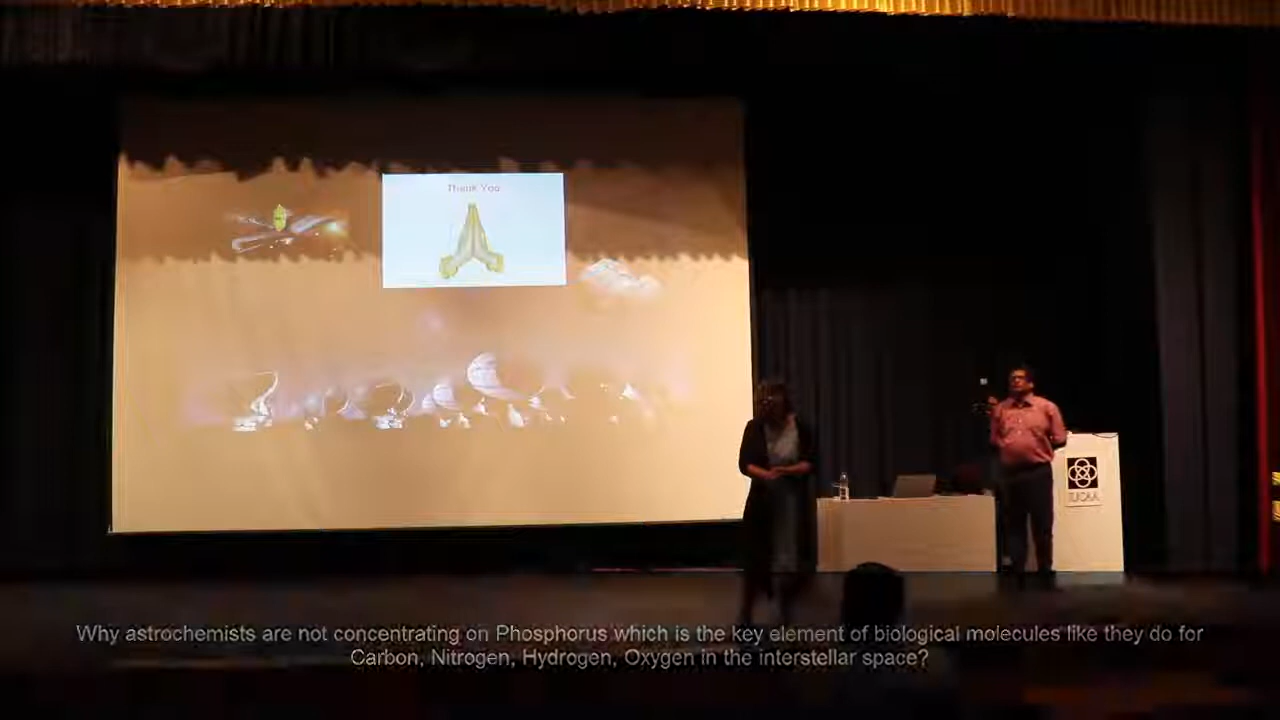 Thank You
IUCAA
Why astrochemists are not concentrating on Phosphorus which is the key element of biological molecules like they do for
Carbon, Nitrogen, Hydrogen, Oxygen in the interstellar space?